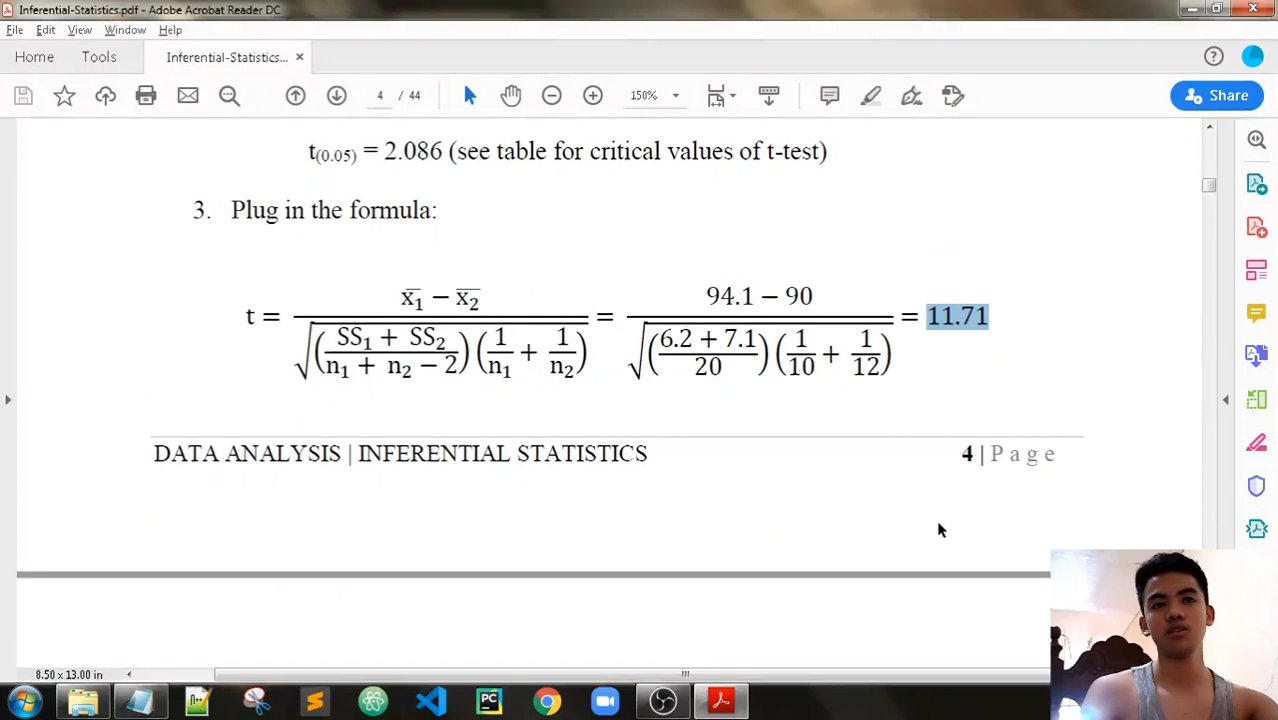 Inferential-Statistics.pdf - Adobe Acrobat Reader DC
File Edit View Window Help
Home Tools Inferential-Statistics... ×
4 / 44 150% Share
t(0.05) = 2.086 (see table for critical values of t-test)
3. Plug in the formula:
t = (x̄₁ − x̄₂) / √((SS₁ + SS₂)/(n₁ + n₂ − 2))(1/n₁ + 1/n₂) = (94.1 − 90) / √((6.2 + 7.1)/20)(1/10 + 1/12) = 11.71
DATA ANALYSIS | INFERENTIAL STATISTICS 4 | Page
8.50 x 13.00 in
PC